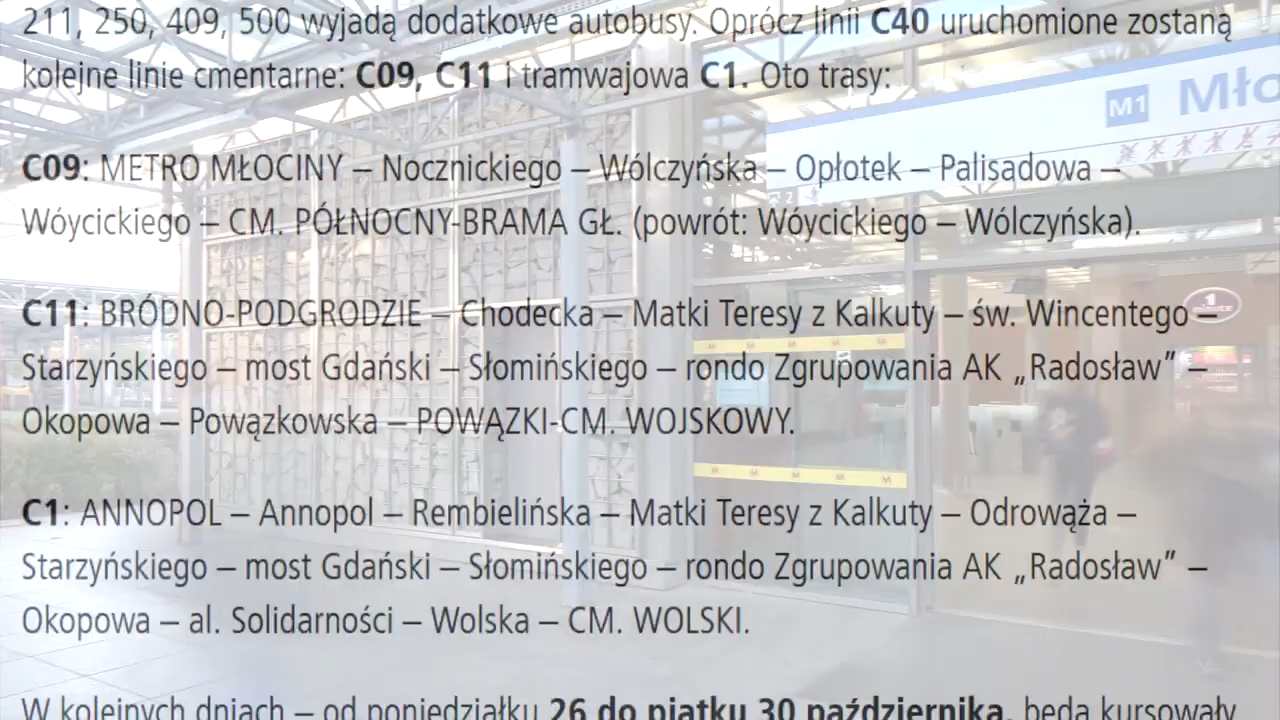 211, 250, 409, 500 wyjadą dodatkowe autobusy. Oprócz linii C40 uruchomione zostaną
kolejne linie cmentarne: C09, C11 i tramwajowa C1. Oto trasy:
M1 Mło
C09: METRO MŁOCINY – Nocznickiego – Wólczyńska – Opłotek – Palisadowa –
Wóycickiego – CM. PÓŁNOCNY-BRAMA GŁ. (powrót: Wóycickiego – Wólczyńska).
C11: BRÓDNO-PODGRODZIE – Chodecka – Matki Teresy z Kalkuty – św. Wincentego –
Starzyńskiego – most Gdański – Słomińskiego – rondo Zgrupowania AK „Radosław” –
Okopowa – Powązkowska – POWĄZKI-CM. WOJSKOWY.
C1: ANNOPOL – Annopol – Rembielińska – Matki Teresy z Kalkuty – Odrowąża –
Starzyńskiego – most Gdański – Słomińskiego – rondo Zgrupowania AK „Radosław” –
Okopowa – al. Solidarności – Wolska – CM. WOLSKI.
W kolejnych dniach – od poniedziałku 26 do piątku 30 października, będą kursowały